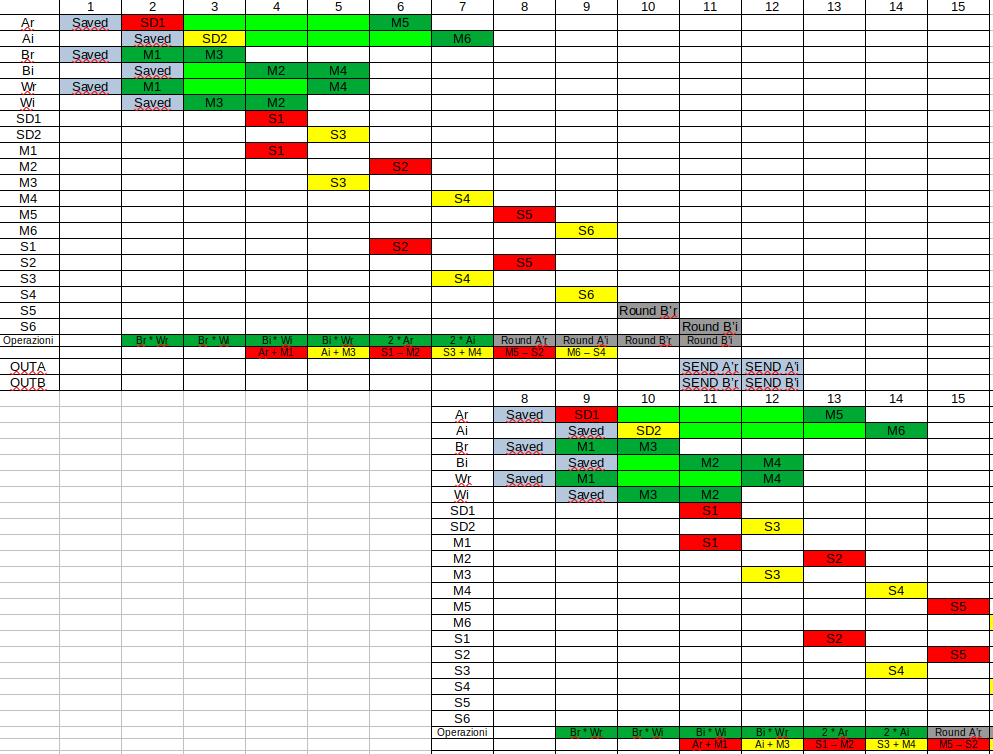 1 2 3 4 5 6 7 8 9 10 11 12 13 14 15
Ar Saved SD1 M5
Ai Saved SD2 M6
Br Saved M1 M3
Bi Saved M2 M4
Wr Saved M1 M4
Wi Saved M3 M2
SD1 S1
SD2 S3
M1 S1
M2 S2
M3 S3
M4 S4
M5 S5
M6 S6
S1 S2
S2 S5
S3 S4
S4 S6
S5 Round B'r
S6 Round B'i
Operazioni Br * Wr Br * Wi Bi * Wi Bi * Wr 2 * Ar 2 * Ai Round A'r Round A'i Round B'r Round B'i
Ar + M1 Ai + M3 S1 – M2 S3 + M4 M5 – S2 M6 – S4
OUTA SEND A'r SEND A'i
OUTB SEND B'r SEND B'i
8 9 10 11 12 13 14 15
Ar Saved SD1 M5
Ai Saved SD2 M6
Br Saved M1 M3
Bi Saved M2 M4
Wr Saved M1 M4
Wi Saved M3 M2
SD1 S1
SD2 S3
M1 S1
M2 S2
M3 S3
M4 S4
M5 S5
M6
S1 S2
S2 S5
S3 S4
S4
S5
S6
Operazioni Br * Wr Br * Wi Bi * Wi Bi * Wr 2 * Ar 2 * Ai Round A'r
Ar + M1 Ai + M3 S1 – M2 S3 + M4 M5 – S2